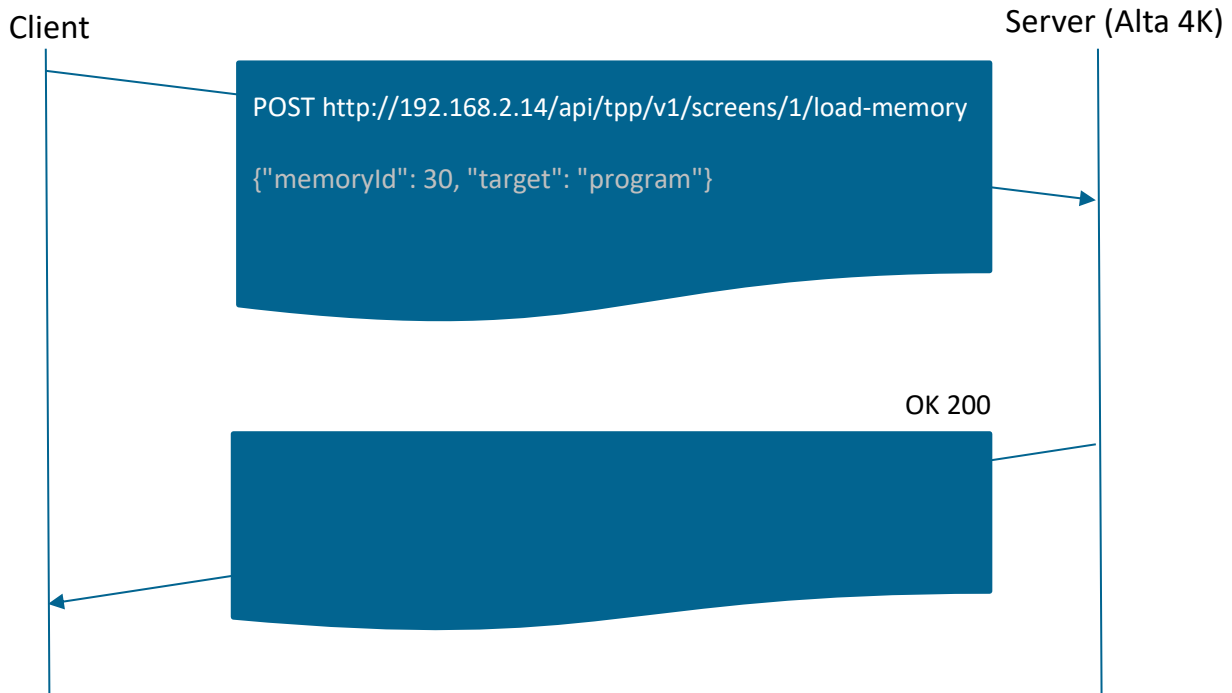 Client
Server (Alta 4K)
POST http://192.168.2.14/api/tpp/v1/screens/1/load-memory
{"memoryId": 30, "target": "program"}
OK 200